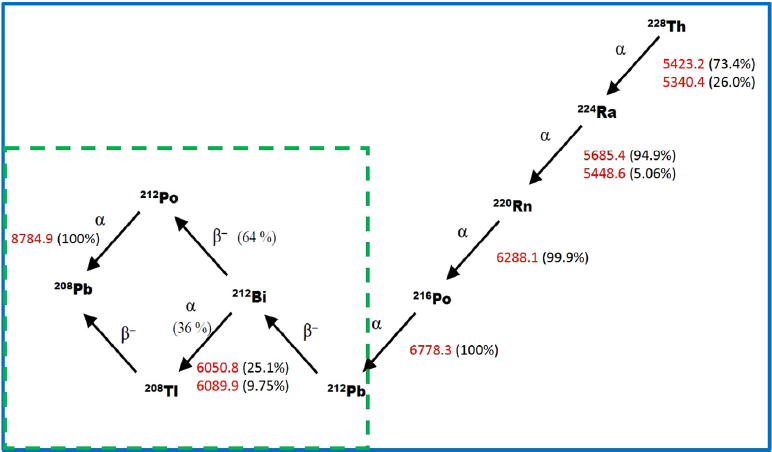 ²²⁸Th
α
5423.2 (73.4%)
5340.4 (26.0%)
²²⁴Ra
α
5685.4 (94.9%)
5448.6 (5.06%)
²²⁰Rn
α
6288.1 (99.9%)
²¹⁶Po
α
6778.3 (100%)
²¹²Pb
β⁻
²¹²Bi
β⁻ (64 %)
²¹²Po
α
8784.9 (100%)
²⁰⁸Pb
α
(36 %)
6050.8 (25.1%)
6089.9 (9.75%)
²⁰⁸Tl
β⁻